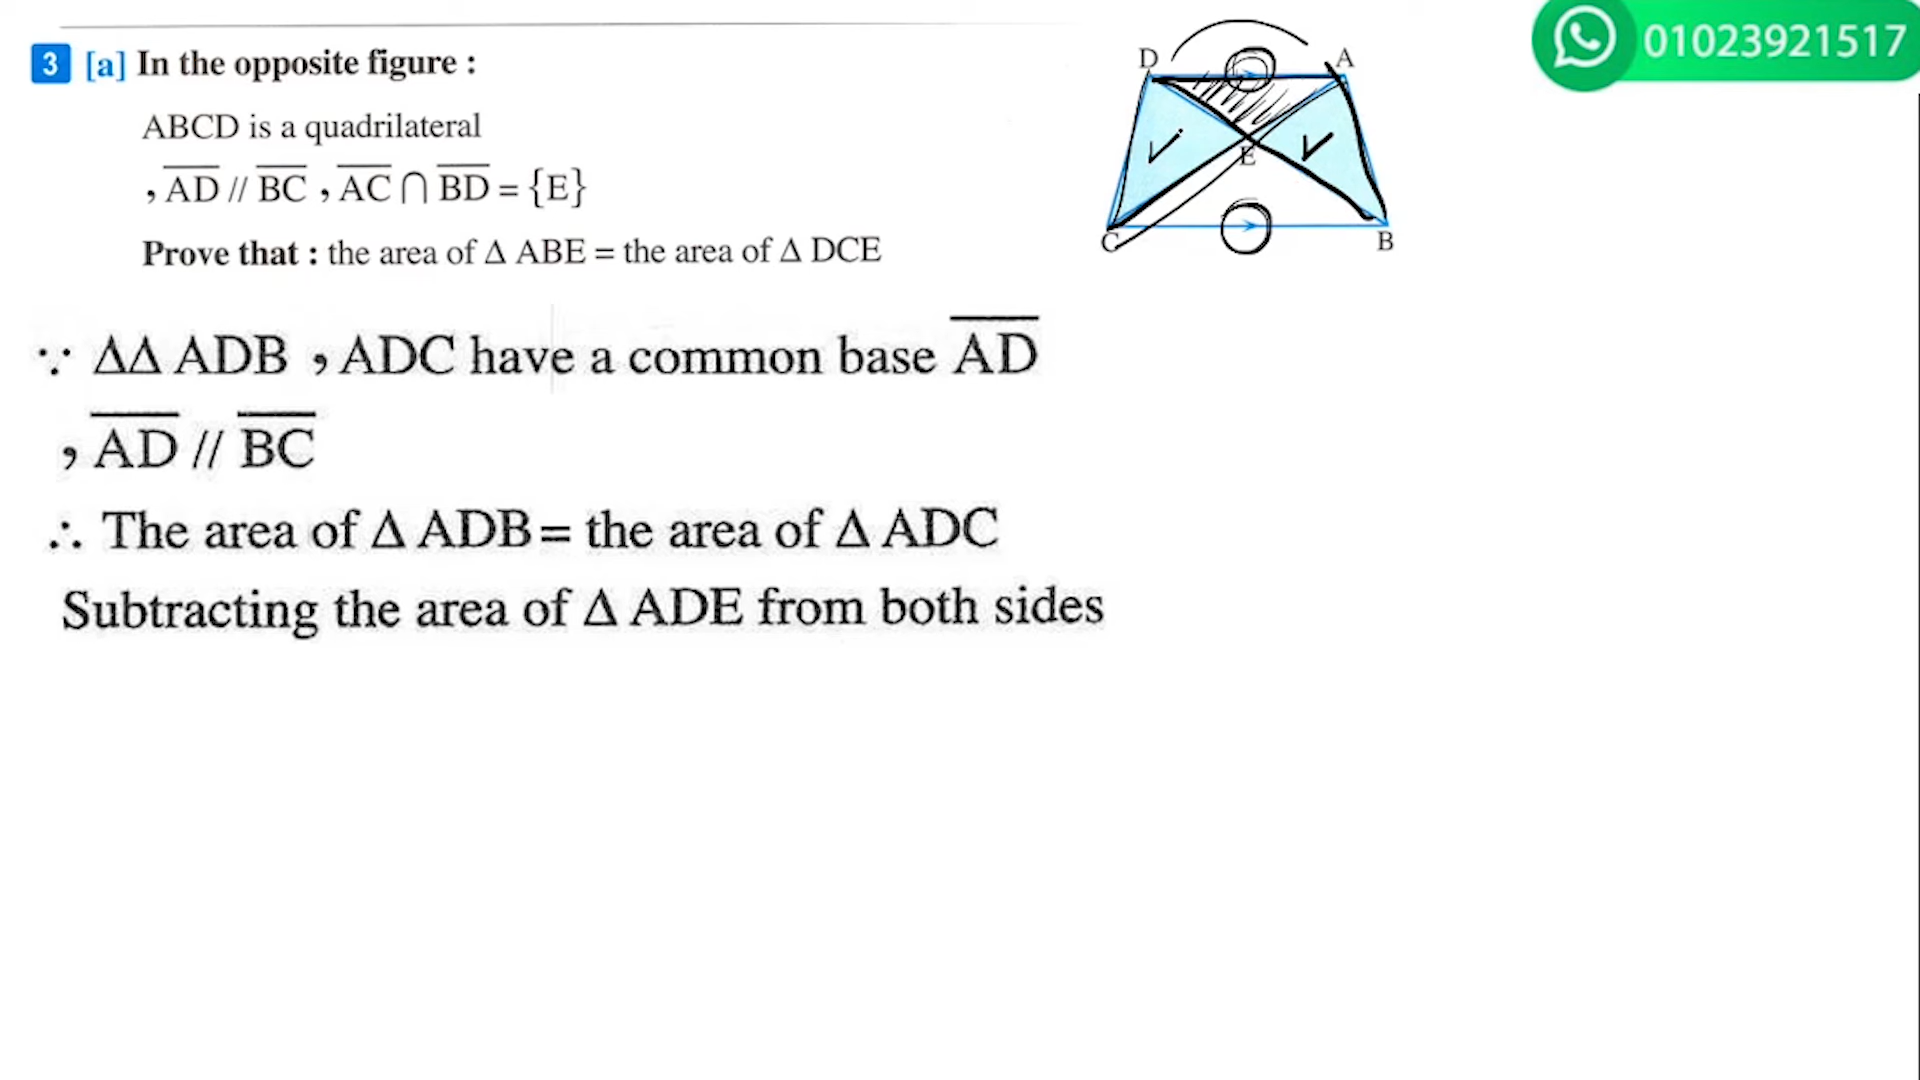 01023921517
3 [a] In the opposite figure :
ABCD is a quadrilateral
, AD // BC , AC ∩ BD = {E}
Prove that : the area of Δ ABE = the area of Δ DCE
D A
E
C B
∵ ΔΔ ADB , ADC have a common base AD
, AD // BC
∴ The area of Δ ADB = the area of Δ ADC
Subtracting the area of Δ ADE from both sides